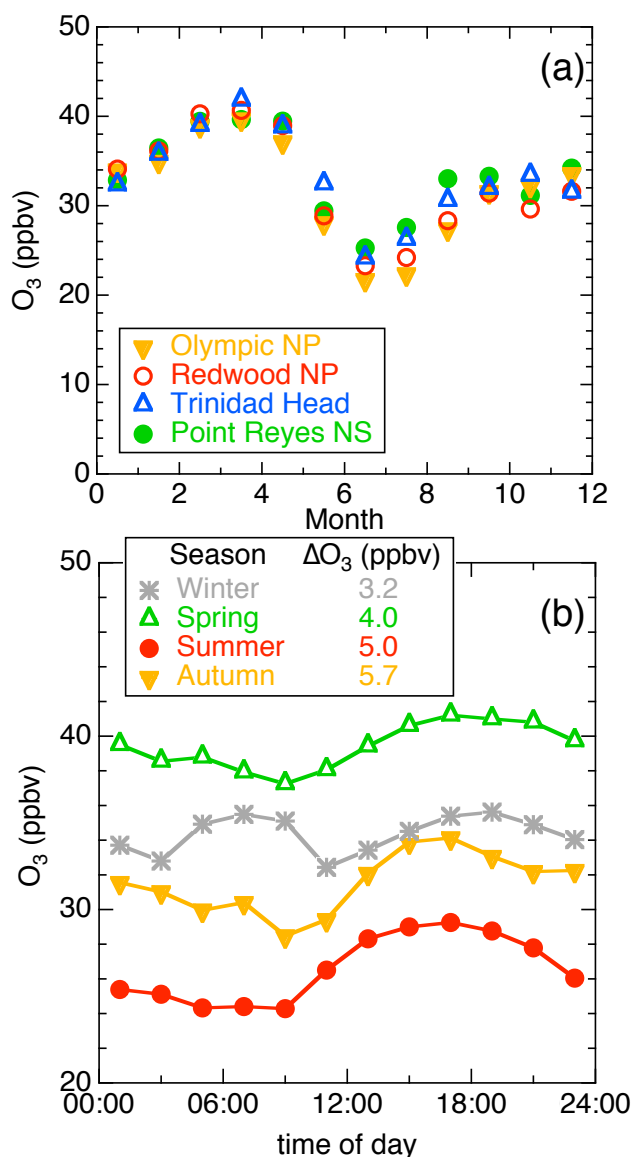 50
(a)
40
30
20
10
0
O₃ (ppbv)
Olympic NP
Redwood NP
Trinidad Head
Point Reyes NS
0 2 4 6 8 10 12
Month
50
(b)
40
30
20
O₃ (ppbv)
Season ΔO₃ (ppbv)
Winter 3.2
Spring 4.0
Summer 5.0
Autumn 5.7
00:00 06:00 12:00 18:00 24:00
time of day